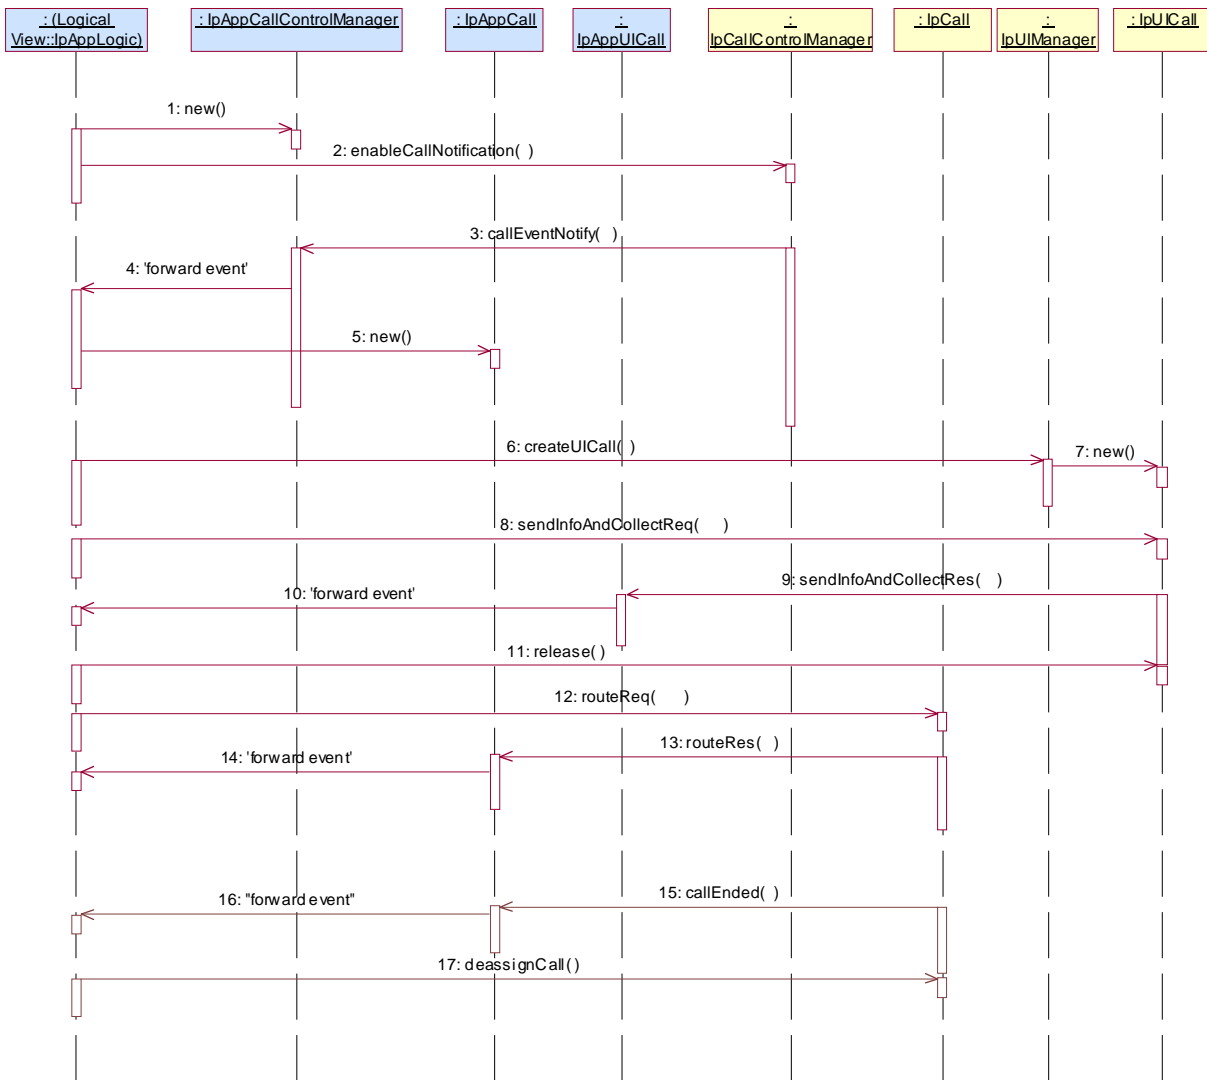 : (Logical
View::IpAppLogic)
: IpAppCallControlManager
: IpAppCall
:
IpAppUICall
:
IpCallControlManager
: IpCall
:
IpUIManager
: IpUICall
1: new()
2: enableCallNotification( )
3: callEventNotify( )
4: 'forward event'
5: new()
6: createUICall( )
7: new()
8: sendInfoAndCollectReq( )
9: sendInfoAndCollectRes( )
10: 'forward event'
11: release( )
12: routeReq( )
13: routeRes( )
14: 'forward event'
15: callEnded( )
16: "forward event"
17: deassignCall( )